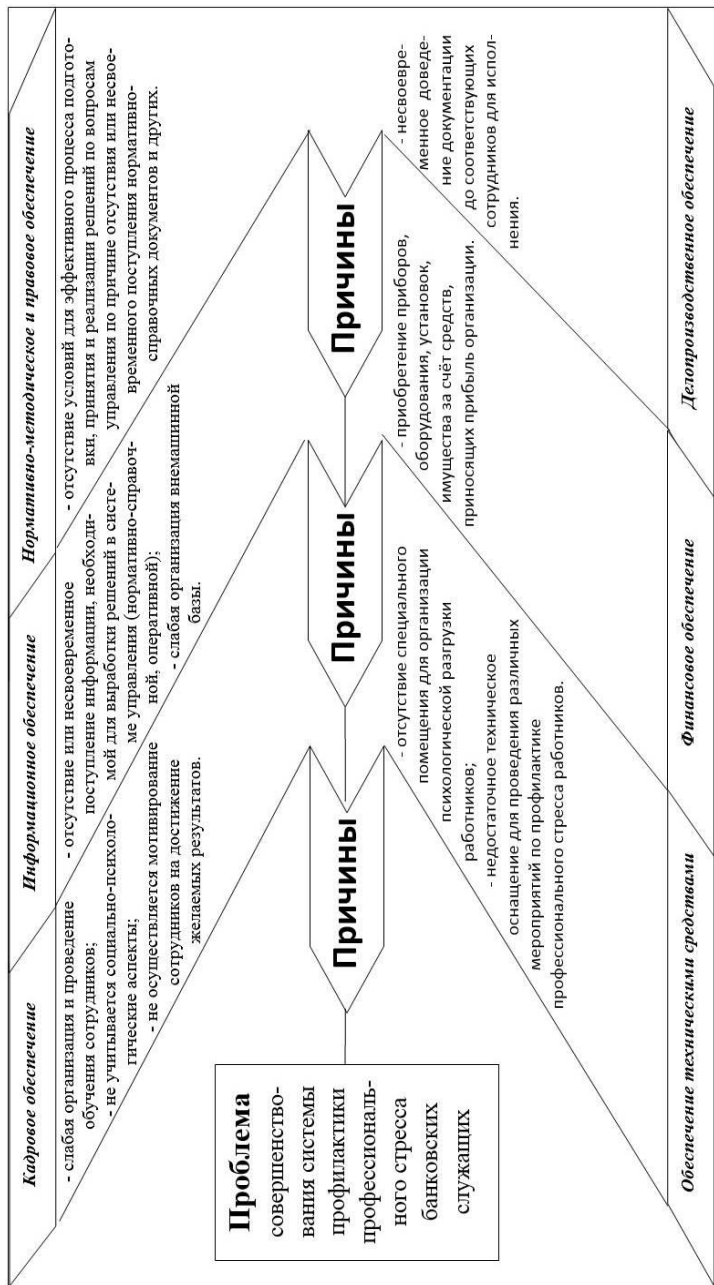 Кадровое обеспечение
- слабая организация и проведение
обучения сотрудников;
- не учитывается социально-психоло-
гические аспекты;
- не осуществляется мотивирование
сотрудников на достижение
желаемых результатов.
Информационное обеспечение
- отсутствие или несвоевременное
поступление информации, необходи-
мой для выработки решений в систе-
ме управления (нормативно-справоч-
ной, оперативной);
- слабая организация внемашинной
базы.
Нормативно-методическое и правовое обеспечение
- отсутствие условий для эффективного процесса подгото-
вки, принятия и реализации решений по вопросам
управления по причине отсутствия или несвое-
временного поступления нормативно-
справочных документов и других.
Проблема
совершенство-
вания системы
профилактики
профессиональ-
ного стресса
банковских
служащих
Причины
Причины
Причины
- отсутствие специального
помещения для организации
психологической разгрузки
работников;
- недостаточное техническое
оснащение для проведения различных
мероприятий по профилактике
профессионального стресса работников.
Обеспечение техническими средствами
- приобретение приборов,
оборудования, установок,
имущества за счёт средств,
приносящих прибыль организации.
Финансовое обеспечение
- несвоевре-
менное доведе-
ние документации
до соответствующих
сотрудников для испол-
нения.
Делопроизводственное обеспечение